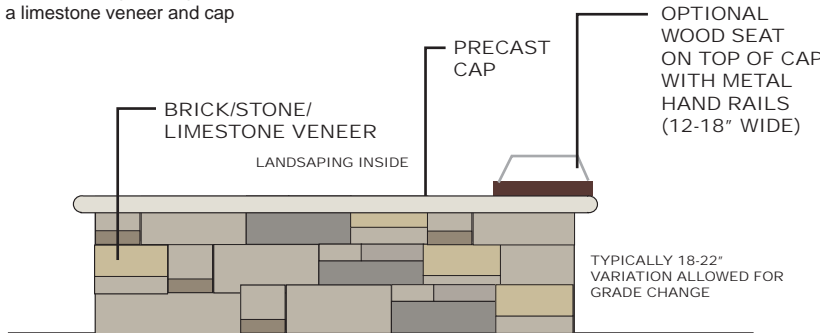 a limestone veneer and cap
OPTIONAL
WOOD SEAT
ON TOP OF CAP
WITH METAL
HAND RAILS
(12-18" WIDE)
PRECAST
CAP
BRICK/STONE/
LIMESTONE VENEER
LANDSAPING INSIDE
TYPICALLY 18-22"
VARIATION ALLOWED FOR
GRADE CHANGE